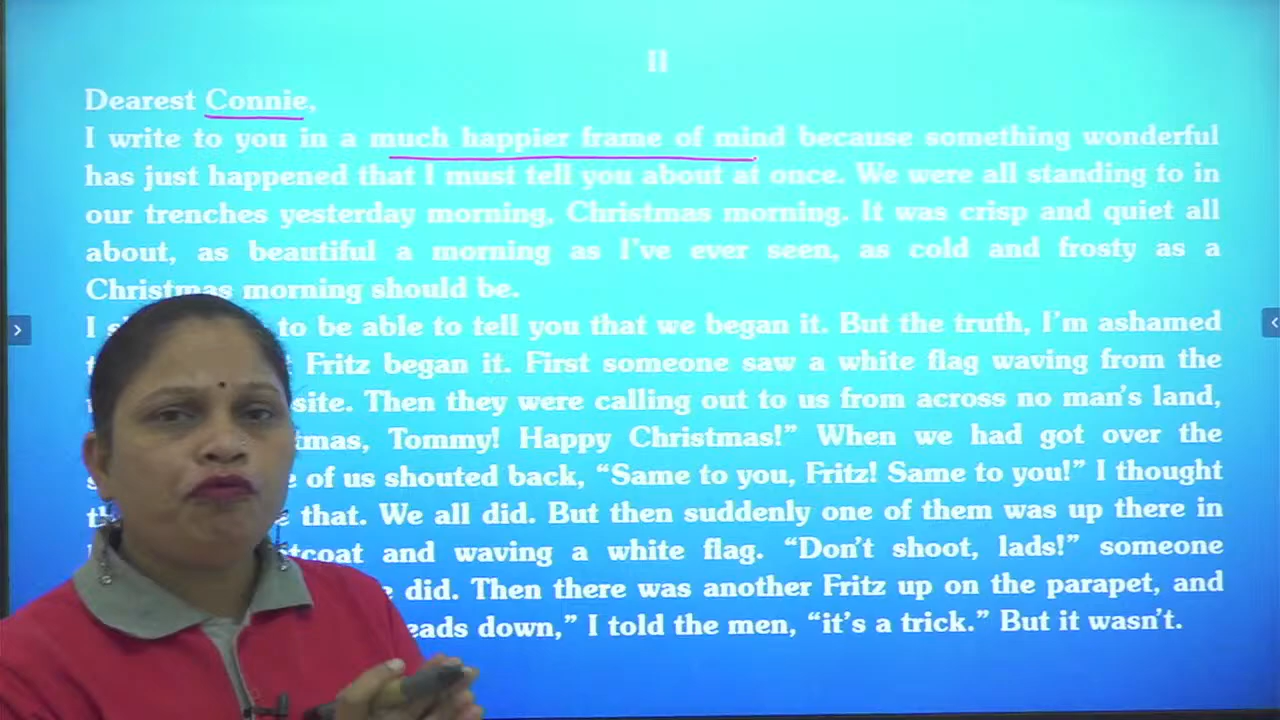 II
Dearest Connie,
I write to you in a much happier frame of mind because something wonderful
has just happened that I must tell you about at once. We were all standing to in
our trenches yesterday morning, Christmas morning. It was crisp and quiet all
about, as beautiful a morning as I've ever seen, as cold and frosty as a
Christmas morning should be.
I to be able to tell you that we began it. But the truth, I'm ashamed
Fritz began it. First someone saw a white flag waving from the
site. Then they were calling out to us from across no man's land,
tmas, Tommy! Happy Christmas!” When we had got over the
of us shouted back, “Same to you, Fritz! Same to you!” I thought
that. We all did. But then suddenly one of them was up there in
tcoat and waving a white flag. “Don't shoot, lads!” someone
did. Then there was another Fritz up on the parapet, and
eads down,” I told the men, “it's a trick.” But it wasn't.